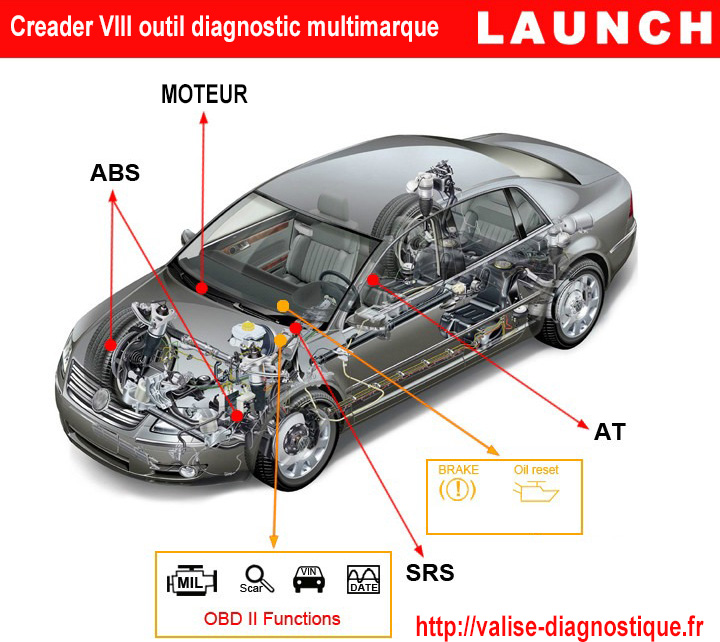 Creader VIII outil diagnostic multimarque LAUNCH
MOTEUR
ABS
AT
BRAKE Oil reset
SRS
MIL Scar VIN DATE
OBD II Functions
http://valise-diagnostique.fr